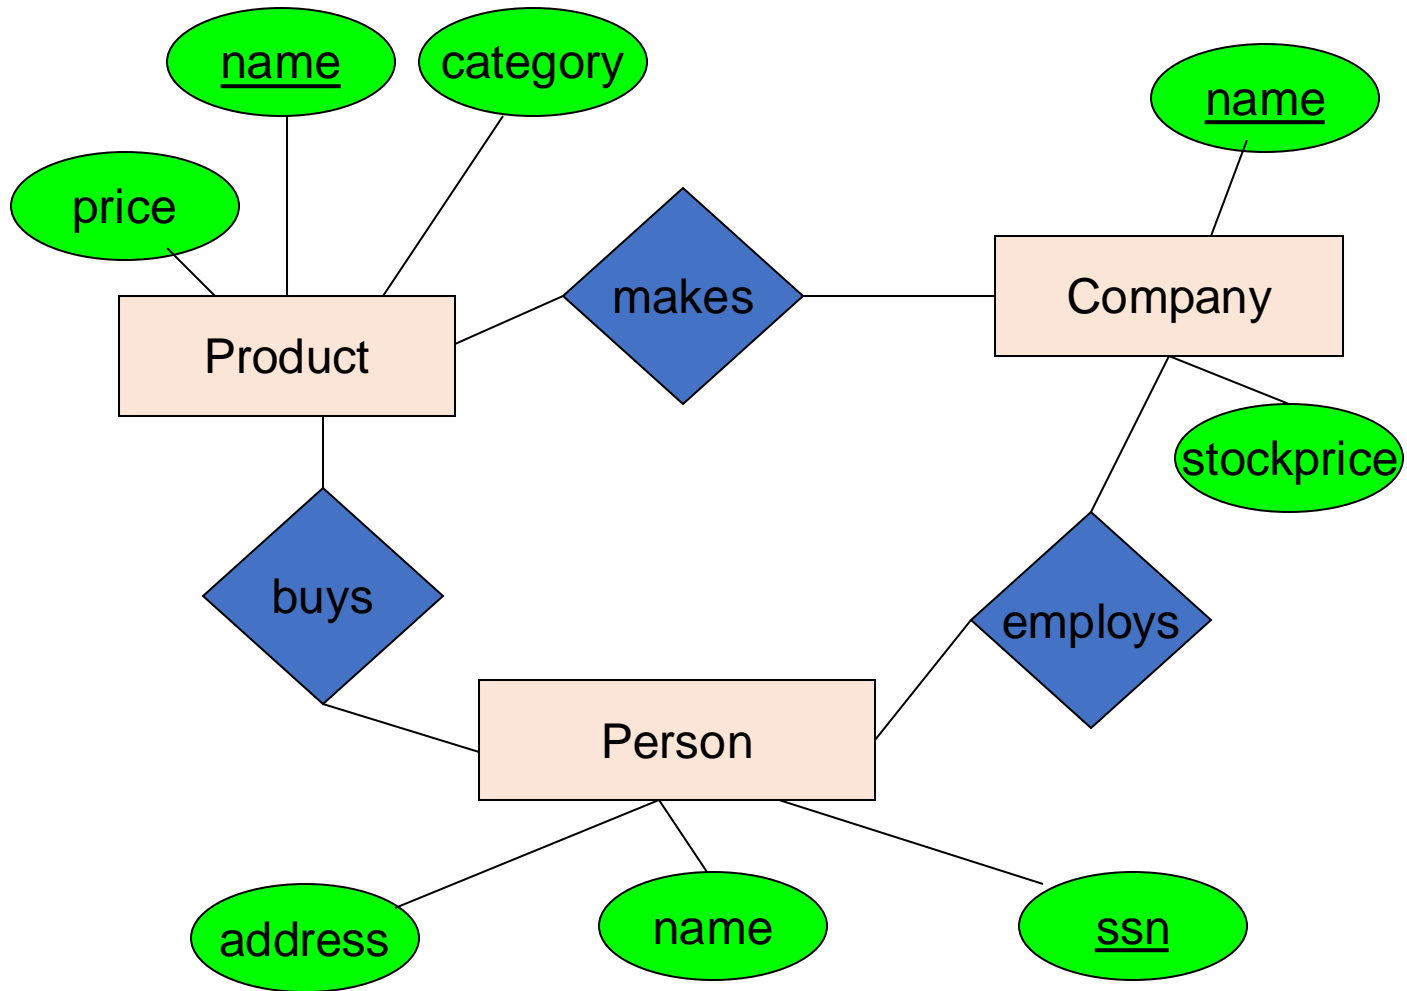 name
category
name
price
makes
Company
Product
stockprice
buys
employs
Person
address
name
ssn